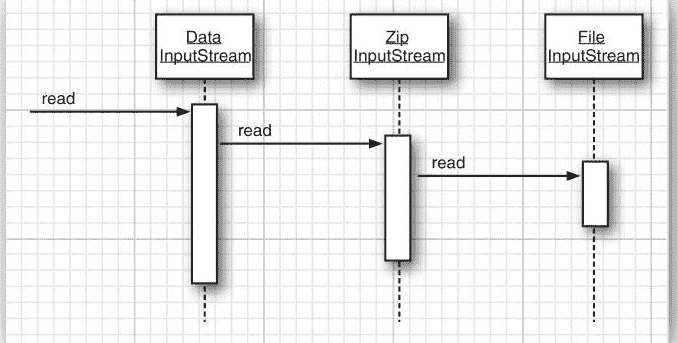 Data
InputStream
Zip
InputStream
File
InputStream
read
read
read